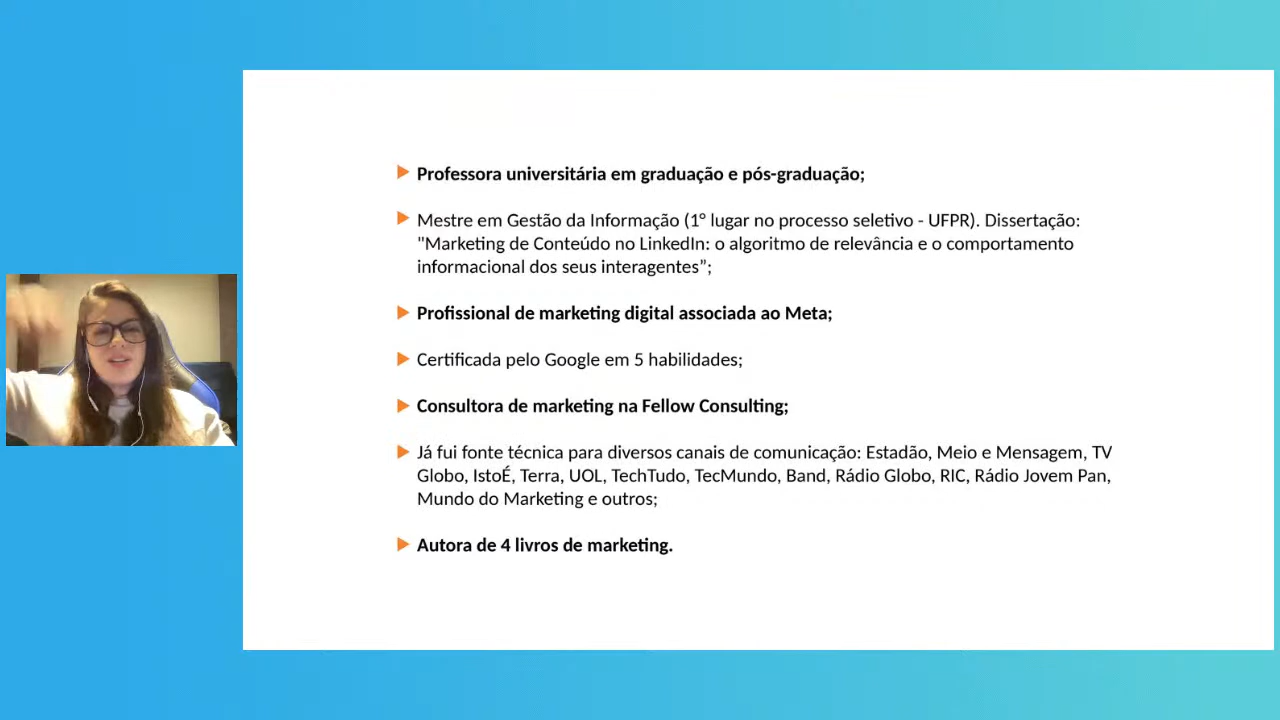 Professora universitária em graduação e pós-graduação;
Mestre em Gestão da Informação (1° lugar no processo seletivo - UFPR). Dissertação:
"Marketing de Conteúdo no LinkedIn: o algoritmo de relevância e o comportamento
informacional dos seus interagentes”;
Profissional de marketing digital associada ao Meta;
Certificada pelo Google em 5 habilidades;
Consultora de marketing na Fellow Consulting;
Já fui fonte técnica para diversos canais de comunicação: Estadão, Meio e Mensagem, TV
Globo, IstoÉ, Terra, UOL, TechTudo, TecMundo, Band, Rádio Globo, RIC, Rádio Jovem Pan,
Mundo do Marketing e outros;
Autora de 4 livros de marketing.